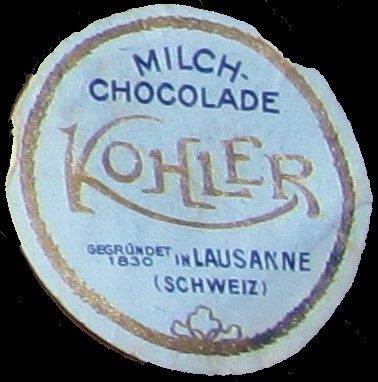 MILCH-
CHOCOLADE
KOHLER
GEGRÜNDET
1830 IN LAUSANNE
(SCHWEIZ)